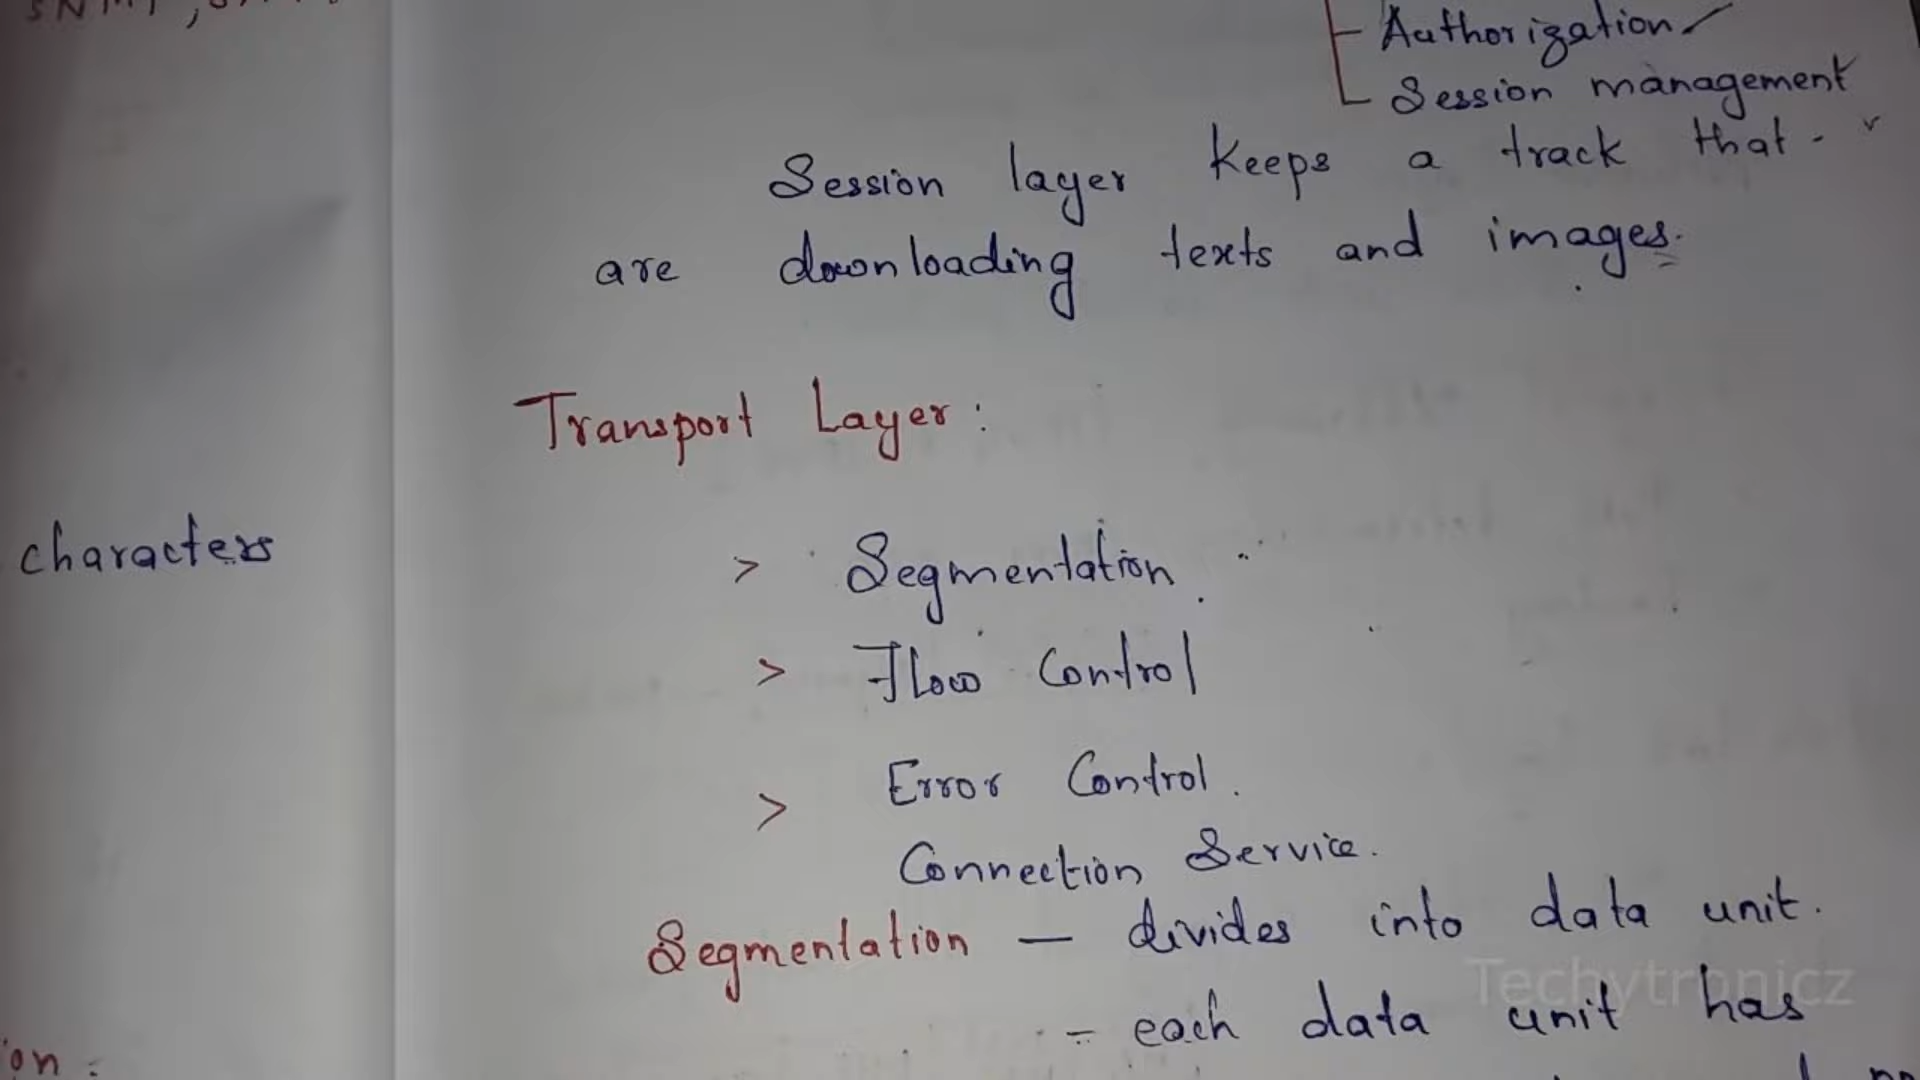 Authorization
Session management
Session layer keeps a track that
are downloading texts and images.
Transport Layer :
characters
> Segmentation
> Flow Control
> Error Control.
Connection Service.
Segmentation — divides into data unit.
Techytronicz
- each data unit has
on :